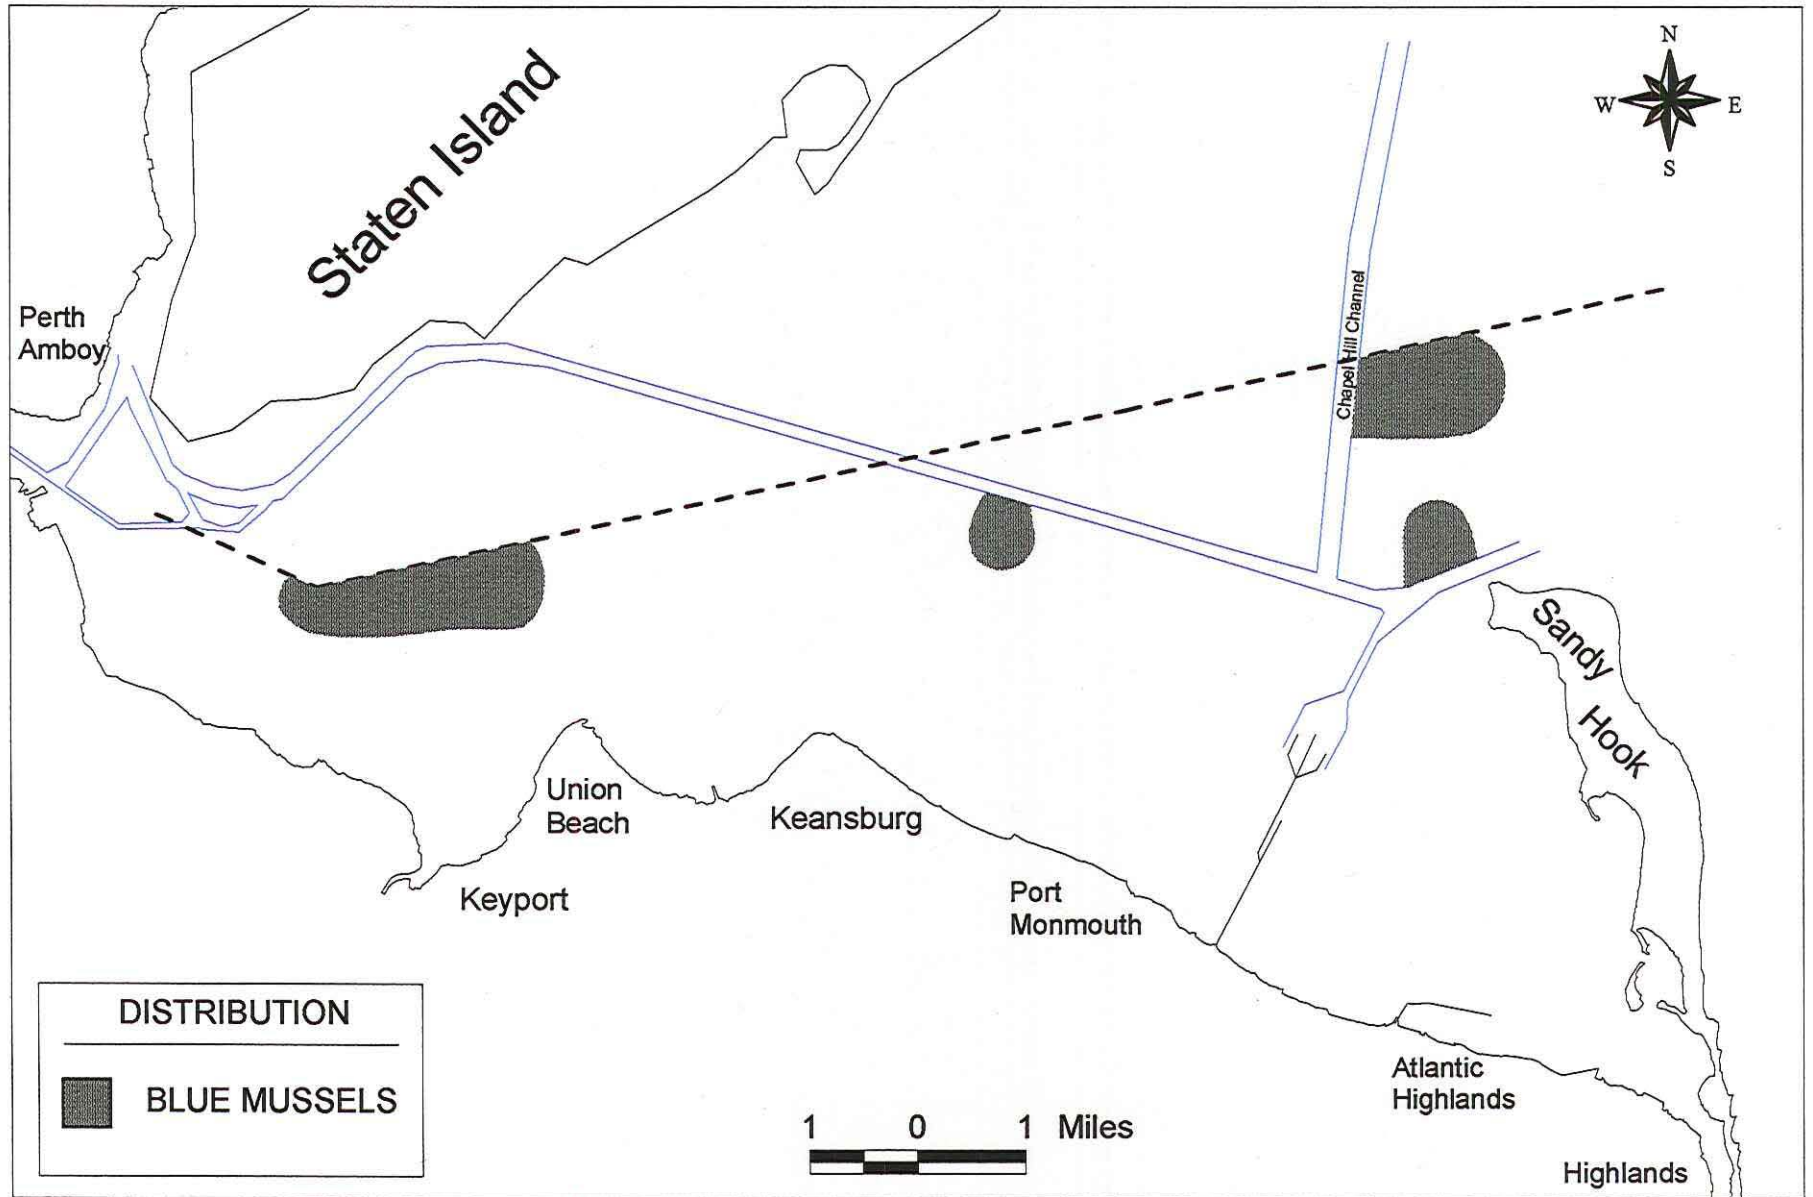 N
W E
S
Staten Island
Perth
Amboy
Chapel Hill Channel
Sandy
Hook
Union
Beach
Keansburg
Keyport
Port
Monmouth
Atlantic
Highlands
Highlands
DISTRIBUTION
BLUE MUSSELS
1 0 1 Miles